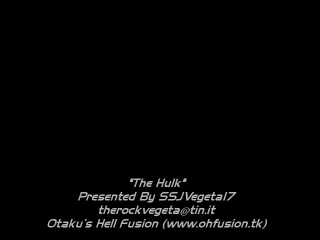 "The Hulk"
Presented By SSJVegeta17
therockvegeta@tin.it
Otaku's Hell Fusion (www.ohfusion.tk)